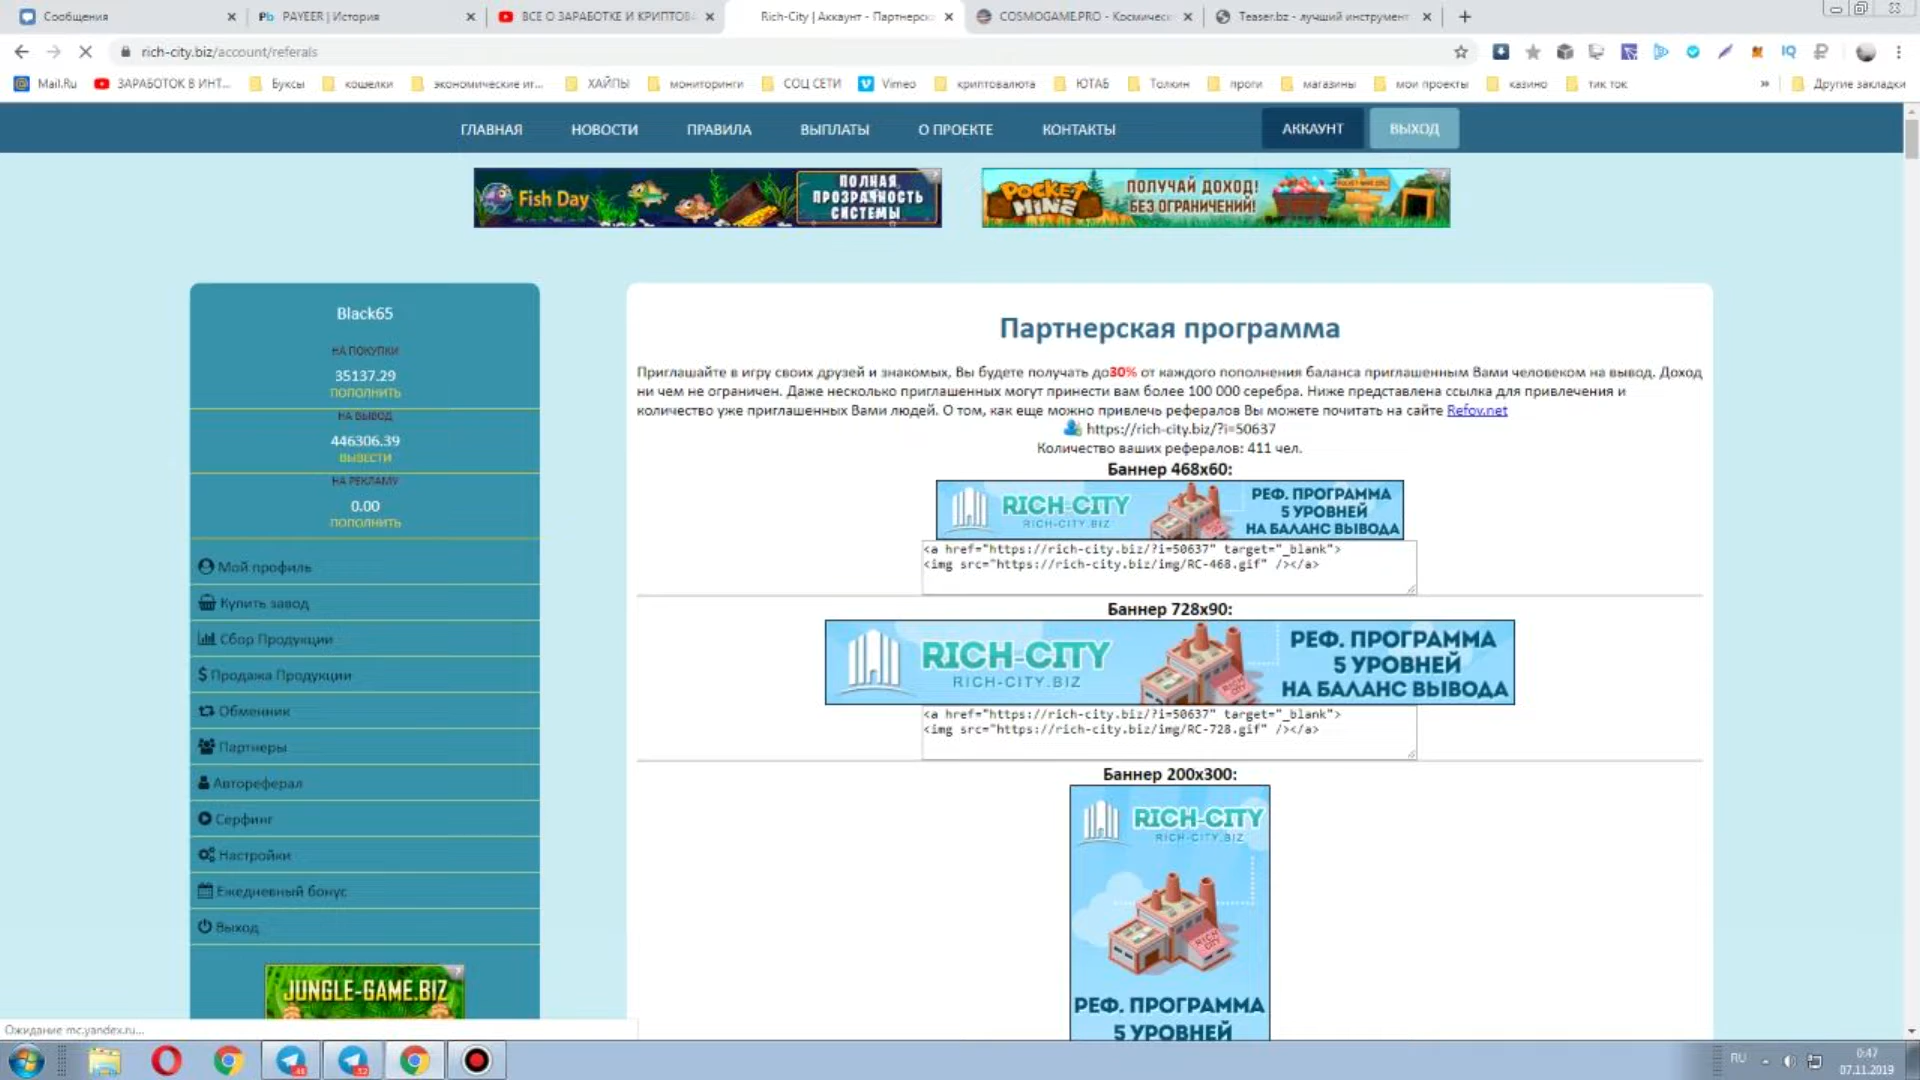 Сообщения
PAYEER | История
ВСЕ О ЗАРАБОТКЕ И КРИПТОВ
Rich-City | Аккаунт - Партнерск
COSMOGAME.PRO - Космическ
Teaser.bz - лучший инструмент
rich-city.biz/account/referals
Mail.Ru
ЗАРАБОТОК В ИНТ...
Буксы
кошелки
экономические иг...
ХАЙПЫ
мониторинги
СОЦ СЕТИ
Vimeo
криптовалюта
ЮТАБ
Толкин
проги
магазины
мои проекты
казино
тик ток
»
Другие закладки
ГЛАВНАЯ
НОВОСТИ
ПРАВИЛА
ВЫПЛАТЫ
О ПРОЕКТЕ
КОНТАКТЫ
АККАУНТ
ВЫХОД
Fish Day
ПОЛНАЯ
ПРОЗРАЧНОСТЬ
СИСТЕМЫ
POCKET
MINE
ПОЛУЧАЙ ДОХОД!
БЕЗ ОГРАНИЧЕНИЙ!
Black65
НА ПОКУПКИ
35137.29
ПОПОЛНИТЬ
НА ВЫВОД
446306.39
ВЫВЕСТИ
НА РЕКЛАМУ
0.00
ПОПОЛНИТЬ
Мой профиль
Купить завод
Сбор Продукции
Продажа Продукции
Обменник
Партнеры
Автореферал
Серфинг
Настройки
Ежедневный бонус
Выход
JUNGLE-GAME.BIZ
Партнерская программа
Приглашайте в игру своих друзей и знакомых, Вы будете получать до30% от каждого пополнения баланса приглашенным Вами человеком на вывод. Доход
ни чем не ограничен. Даже несколько приглашенных могут принести вам более 100 000 серебра. Ниже представлена ссылка для привлечения и
количество уже приглашенных Вами людей. О том, как еще можно привлечь рефералов Вы можете почитать на сайте Refov.net
https://rich-city.biz/?i=50637
Количество ваших рефералов: 411 чел.
Баннер 468x60:
RICH-CITY
RICH-CITY.BIZ
РЕФ. ПРОГРАММА
5 УРОВНЕЙ
НА БАЛАНС ВЫВОДА
<a href="https://rich-city.biz/?i=50637" target="_blank">
<img src="https://rich-city.biz/img/RC-468.gif" /></a>
Баннер 728x90:
RICH-CITY
RICH-CITY.BIZ
РЕФ. ПРОГРАММА
5 УРОВНЕЙ
НА БАЛАНС ВЫВОДА
<a href="https://rich-city.biz/?i=50637" target="_blank">
<img src="https://rich-city.biz/img/RC-728.gif" /></a>
Баннер 200x300:
RICH-CITY
RICH-CITY.BIZ
RICH
CITY
РЕФ. ПРОГРАММА
5 УРОВНЕЙ
Ожидание mc.yandex.ru...
RU
0:47
07.11.2019